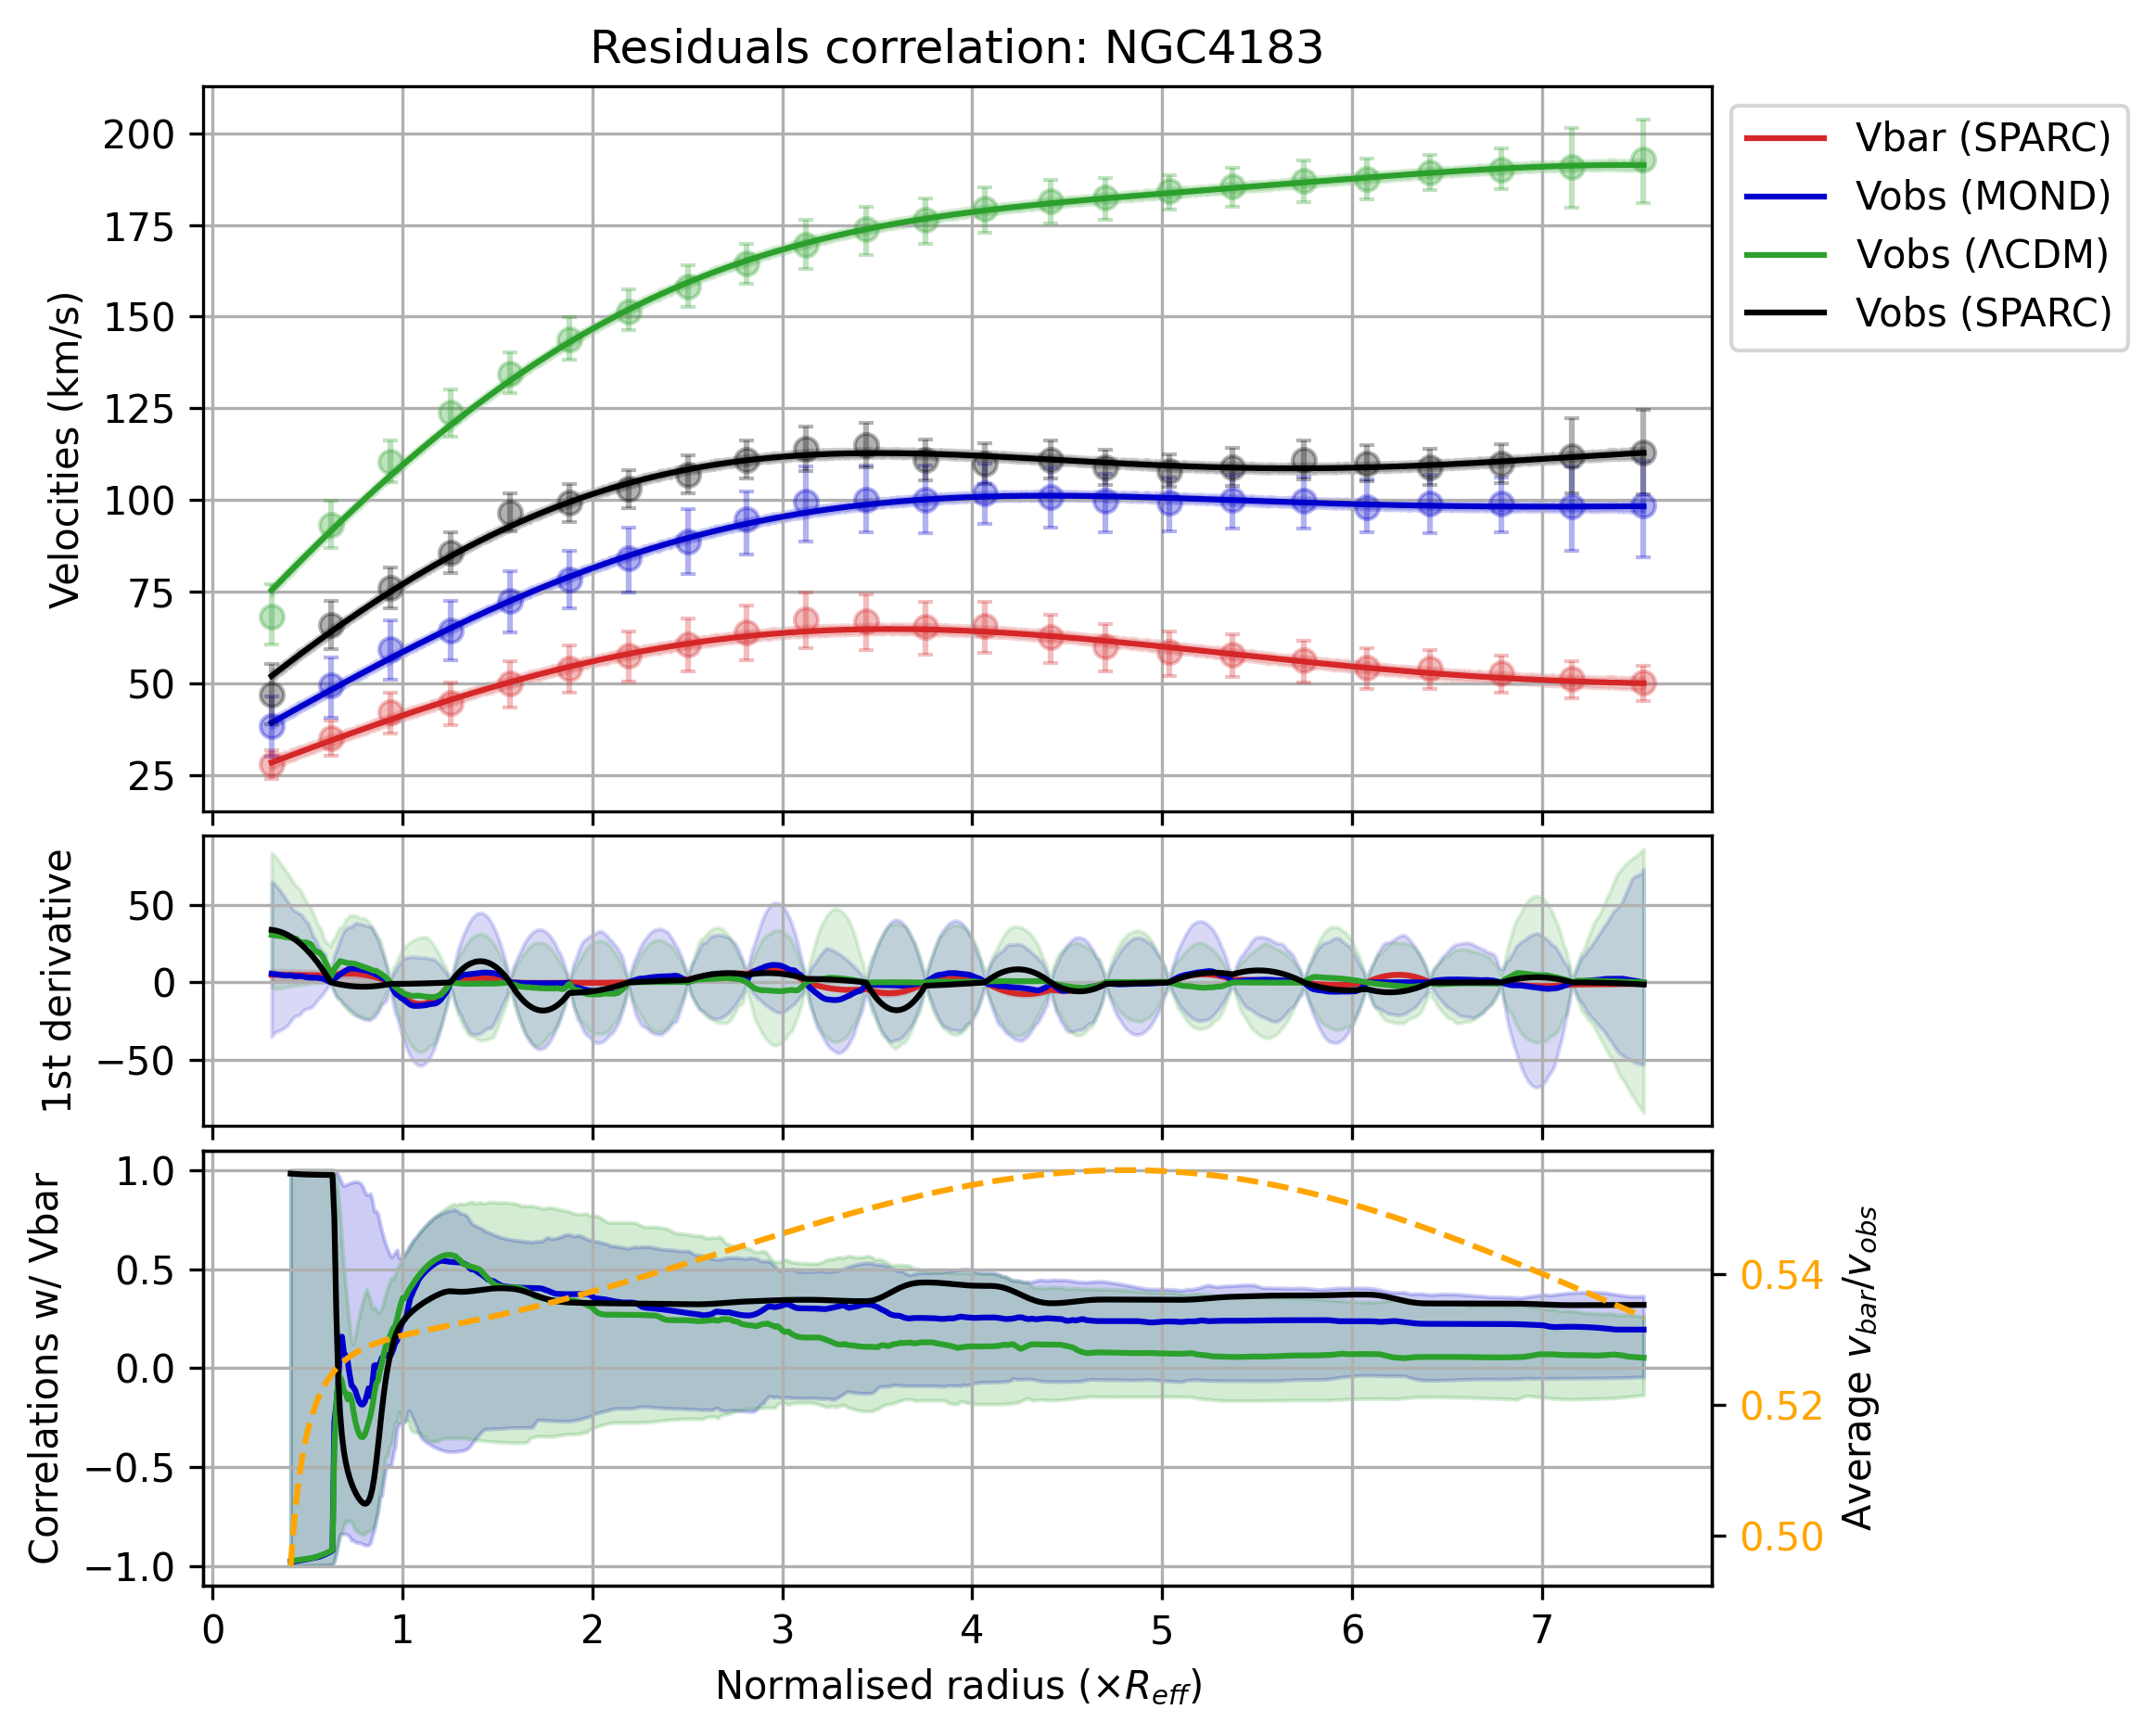 Residuals correlation: NGC4183
200
175
150
125
100
75
50
25
Velocities (km/s)
Vbar (SPARC)
Vobs (MOND)
Vobs (ΛCDM)
Vobs (SPARC)
50
0
−50
1st derivative
1.0
0.5
0.0
−0.5
−1.0
Correlations w/ Vbar
0.54
0.52
0.50
Average v_bar/v_obs
0 1 2 3 4 5 6 7
Normalised radius (×R_eff)